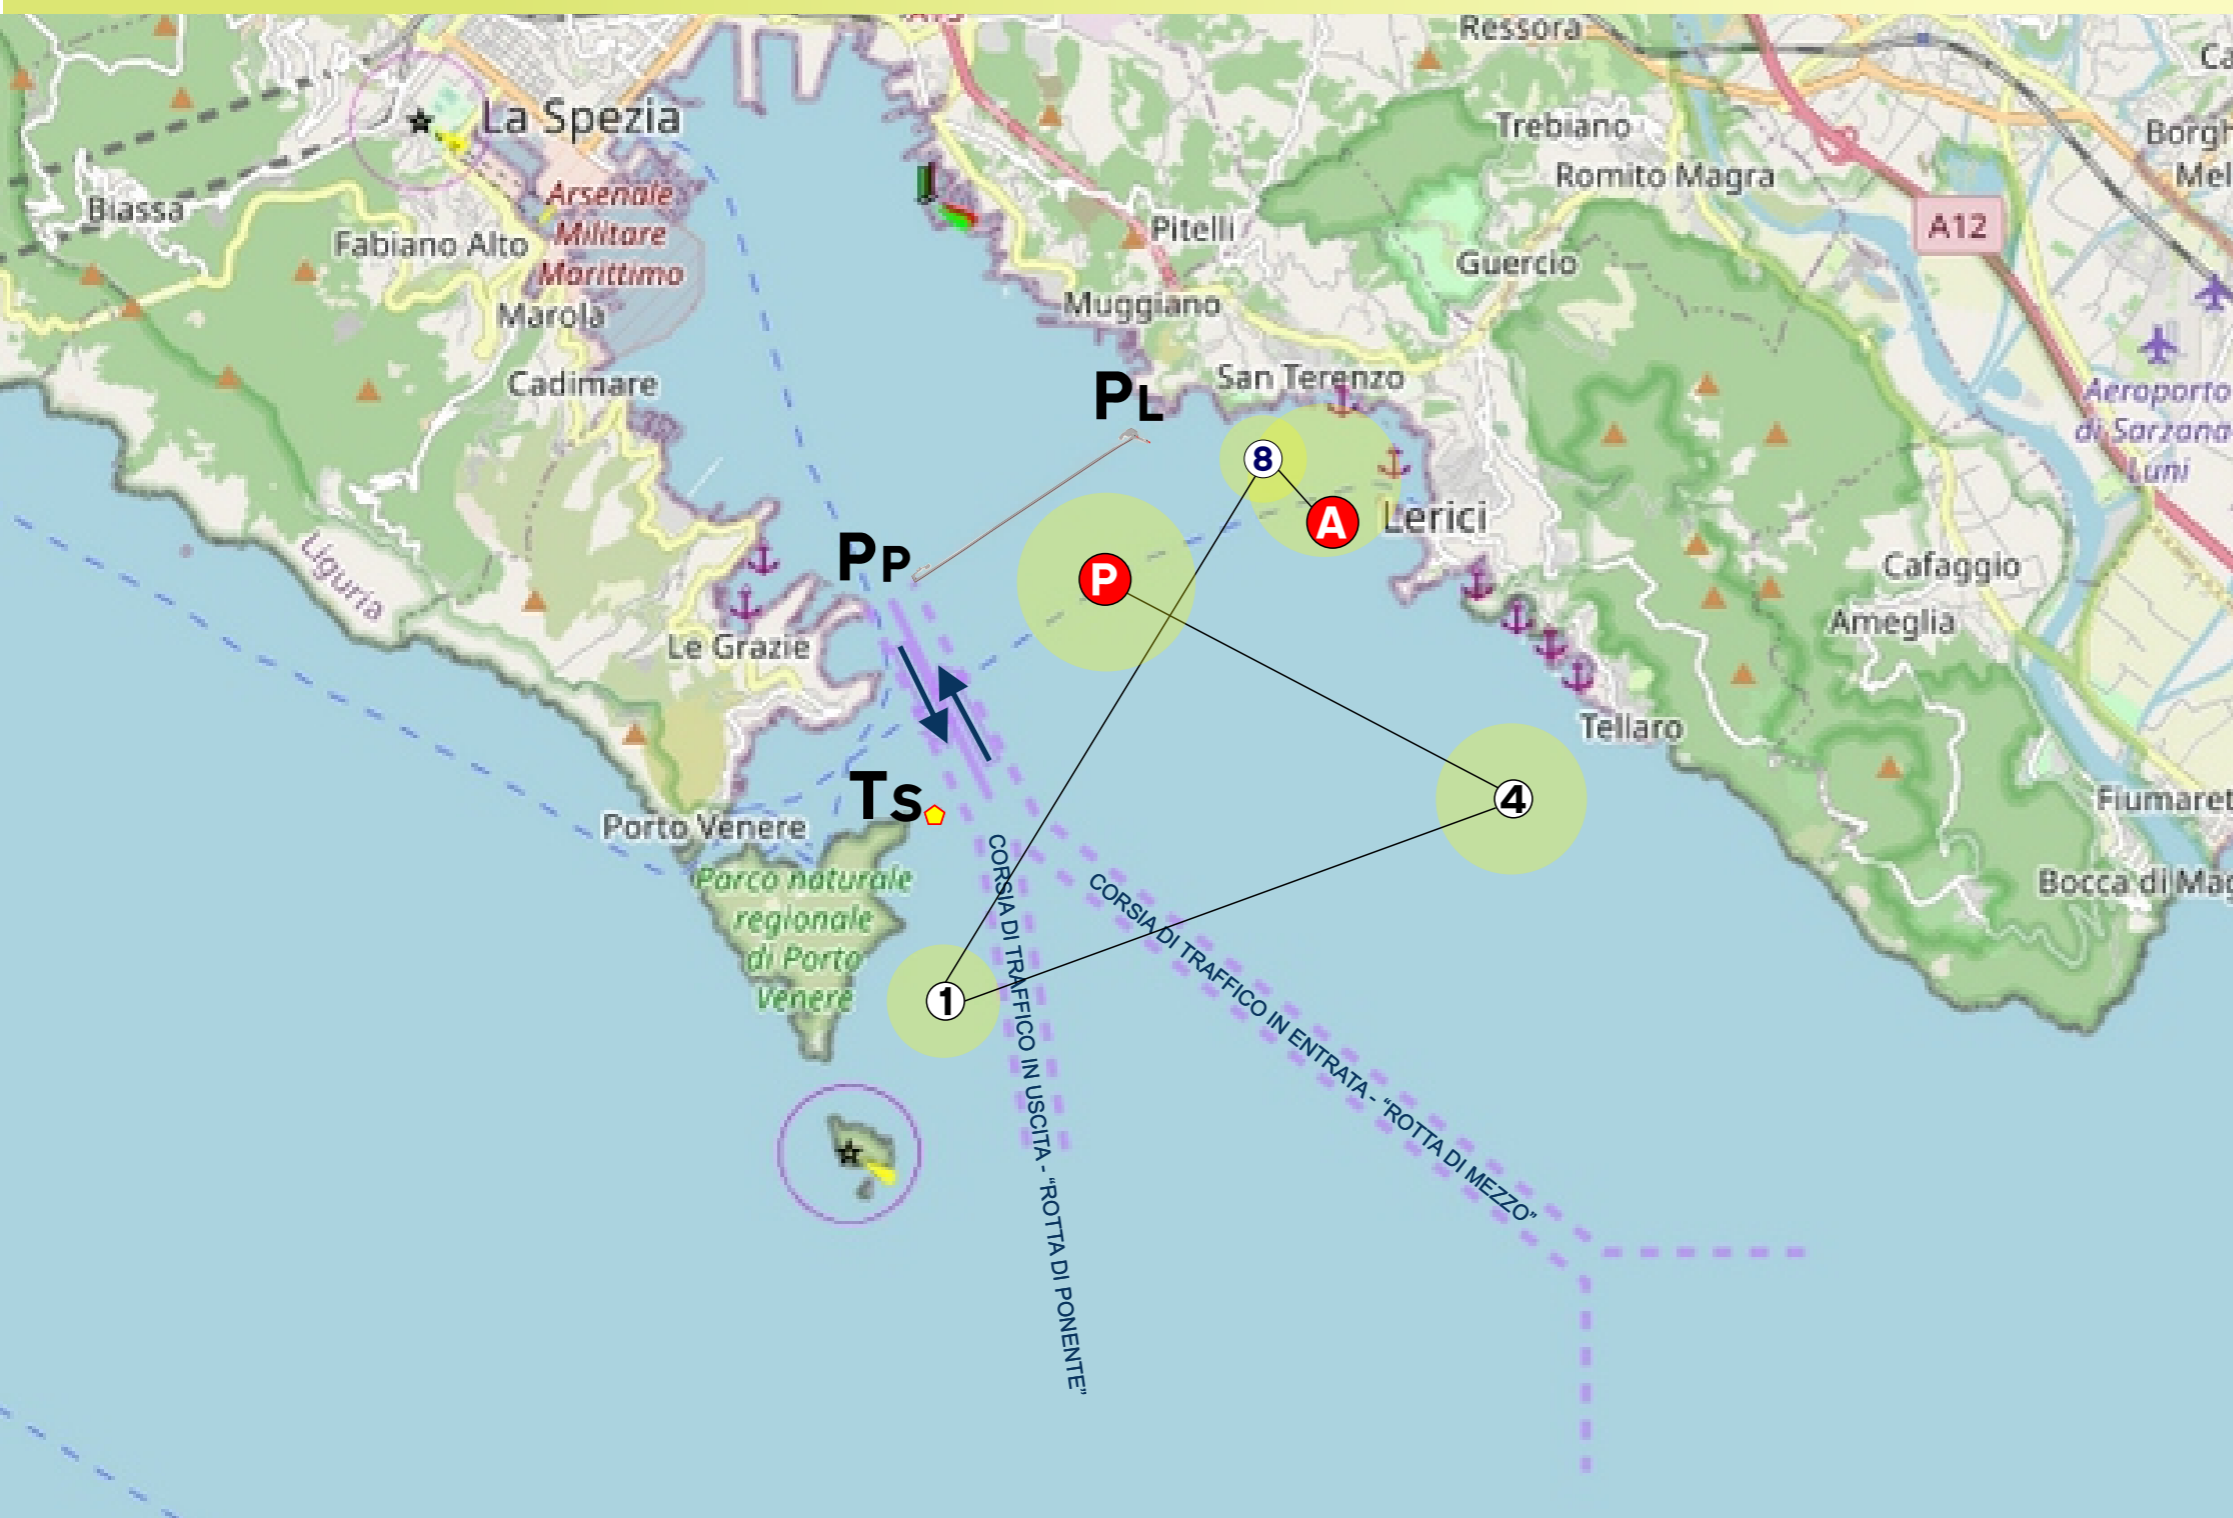 Ressora
La Spezia
Trebiano
Romito Magra
Biassa
Arsenale
Militare
Marittimo
Fabiano Alto
Pitelli
A12
Guercio
Muggiano
Marola
Cadimare
San Terenzo
PL
Aeroporto
di Sarzana-
Luni
8
A
Lerici
PP
P
Liguria
Cafaggio
Ameglia
Le Grazie
Tellaro
Ts
4
Porto Venere
Parco naturale
regionale
di Porto
Venere
1
CORSIA DI TRAFFICO IN USCITA - "ROTTA DI PONENTE"
CORSIA DI TRAFFICO IN ENTRATA - "ROTTA DI MEZZO"
Fiumaret
Bocca di Mag